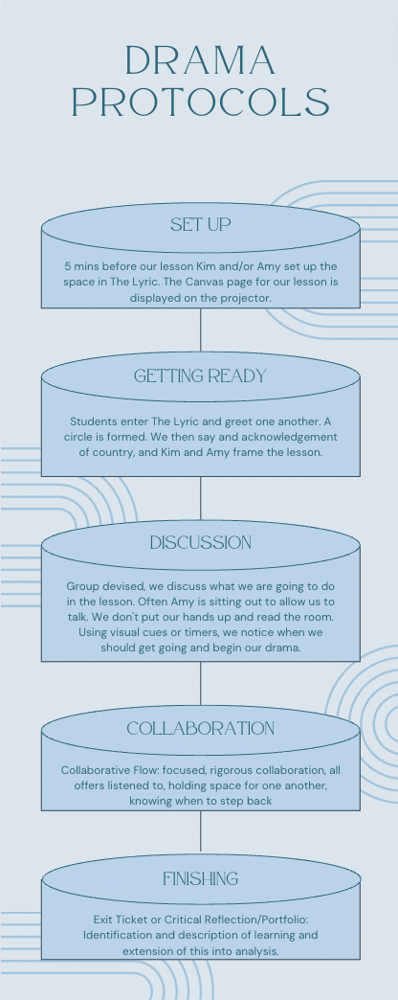 DRAMA
PROTOCOLS
SET UP
5 mins before our lesson Kim and/or Amy set up the
space in The Lyric. The Canvas page for our lesson is
displayed on the projector.
GETTING READY
Students enter The Lyric and greet one another. A
circle is formed. We then say and acknowledgement
of country, and Kim and Amy frame the lesson.
DISCUSSION
Group devised, we discuss what we are going to do
in the lesson. Often Amy is sitting out to allow us to
talk. We don't put our hands up and read the room.
Using visual cues or timers, we notice when we
should get going and begin our drama.
COLLABORATION
Collaborative Flow: focused, rigorous collaboration, all
offers listened to, holding space for one another,
knowing when to step back
FINISHING
Exit Ticket or Critical Reflection/Portfolio:
Identification and description of learning and
extension of this into analysis.